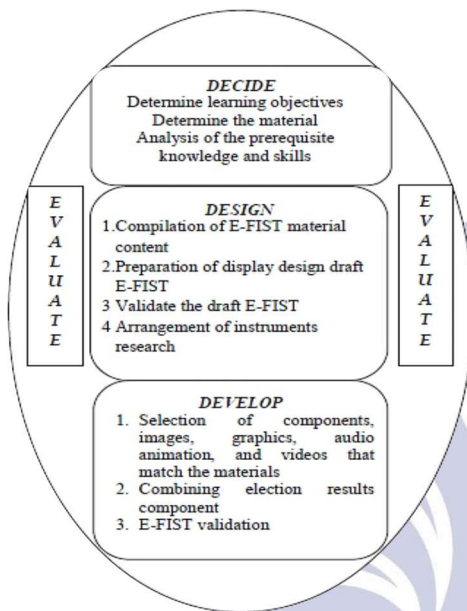 DECIDE
Determine learning objectives
Determine the material
Analysis of the prerequisite
knowledge and skills
E
V
A
L
U
A
T
E
DESIGN
1.Compilation of E-FIST material
content
2.Preparation of display design draft
E-FIST
3 Validate the draft E-FIST
4 Arrangement of instruments
research
E
V
A
L
U
A
T
E
DEVELOP
1. Selection of components,
images, graphics, audio
animation, and videos that
match the materials
2. Combining election results
component
3. E-FIST validation